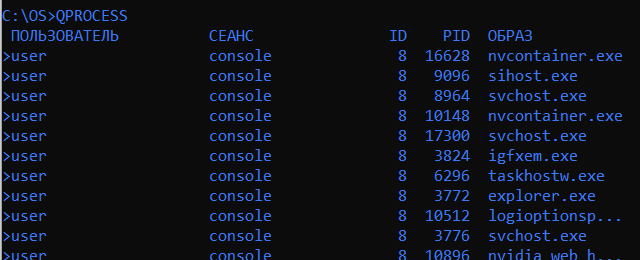 C:\OS>QPROCESS
ПОЛЬЗОВАТЕЛЬ СЕАНС ID PID ОБРАЗ
>user console 8 16628 nvcontainer.exe
>user console 8 9096 sihost.exe
>user console 8 8964 svchost.exe
>user console 8 10148 nvcontainer.exe
>user console 8 17300 svchost.exe
>user console 8 3824 igfxem.exe
>user console 8 6296 taskhostw.exe
>user console 8 3772 explorer.exe
>user console 8 10512 logioptionsp...
>user console 8 3776 svchost.exe
>user console 8 10896 nvidia web h...